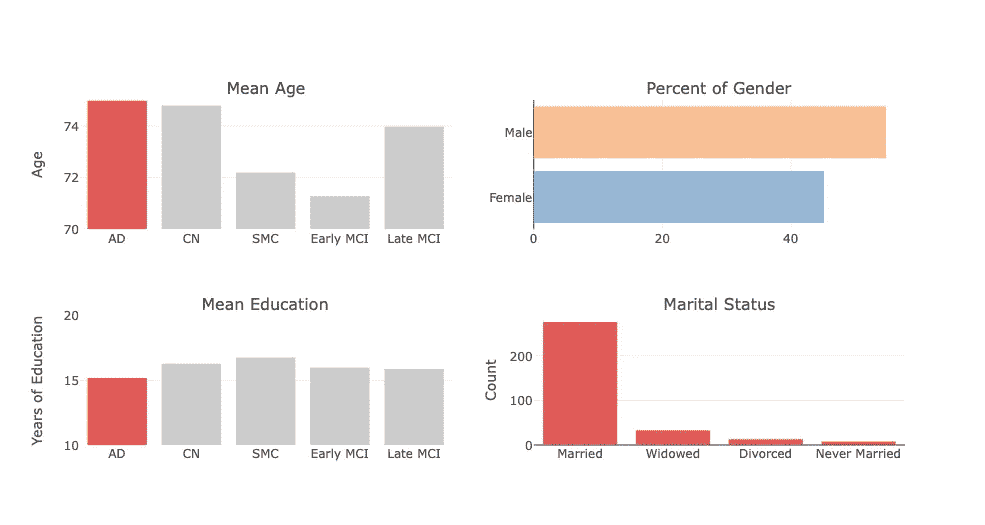 Mean Age
Age
74
72
70
AD CN SMC Early MCI Late MCI
Percent of Gender
Male
Female
0 20 40
Mean Education
Years of Education
20
15
10
AD CN SMC Early MCI Late MCI
Marital Status
Count
200
100
0
Married Widowed Divorced Never Married